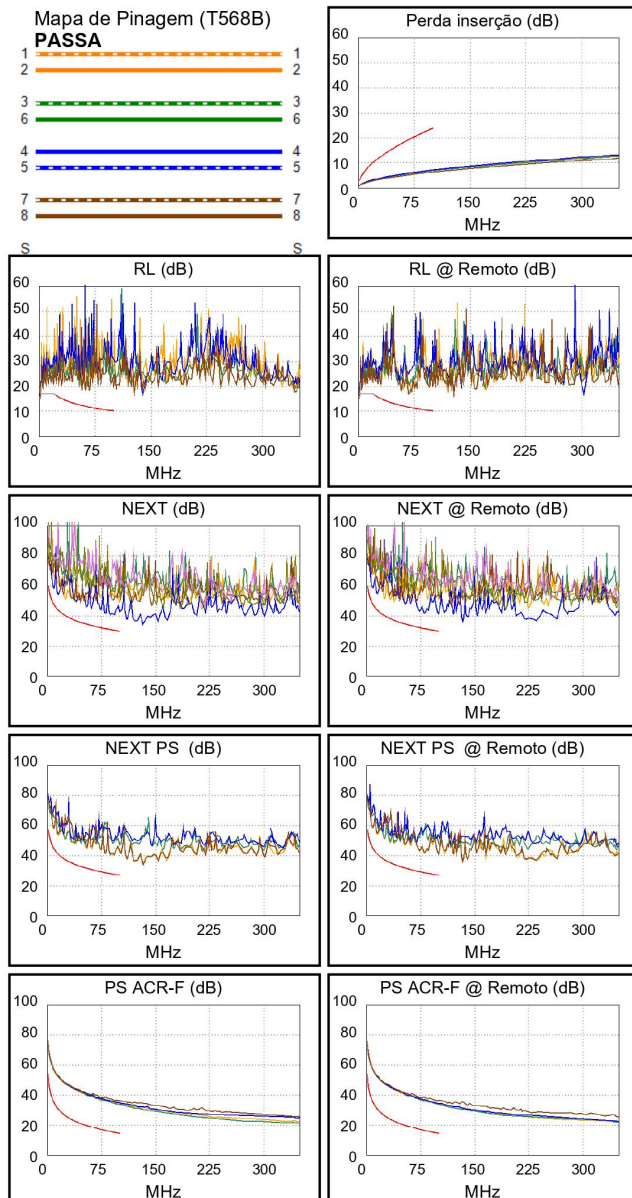 Mapa de Pinagem (T568B)
PASSA
1 1
2 2
3 3
6 6
4 4
5 5
7 7
8 8
S S
Perda inserção (dB)
60
50
40
30
20
10
0
0 75 150 225 300
MHz
RL (dB)
60
50
40
30
20
10
0
0 75 150 225 300
MHz
RL @ Remoto (dB)
60
50
40
30
20
10
0
0 75 150 225 300
MHz
NEXT (dB)
100
80
60
40
20
0
0 75 150 225 300
MHz
NEXT @ Remoto (dB)
100
80
60
40
20
0
0 75 150 225 300
MHz
NEXT PS (dB)
100
80
60
40
20
0
0 75 150 225 300
MHz
NEXT PS @ Remoto (dB)
100
80
60
40
20
0
0 75 150 225 300
MHz
PS ACR-F (dB)
100
80
60
40
20
0
0 75 150 225 300
MHz
PS ACR-F @ Remoto (dB)
100
80
60
40
20
0
0 75 150 225 300
MHz